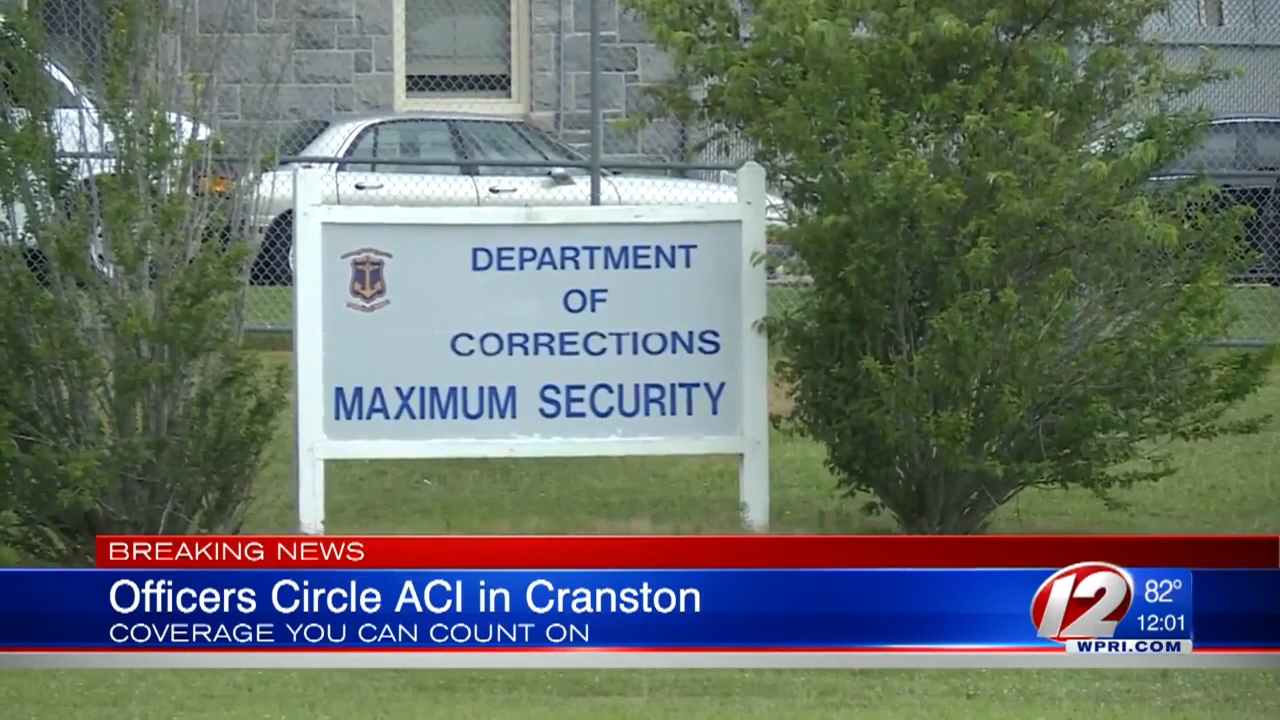 DEPARTMENT
OF
CORRECTIONS
MAXIMUM SECURITY
BREAKING NEWS
Officers Circle ACI in Cranston
COVERAGE YOU CAN COUNT ON
12
82°
12:01
WPRI.COM